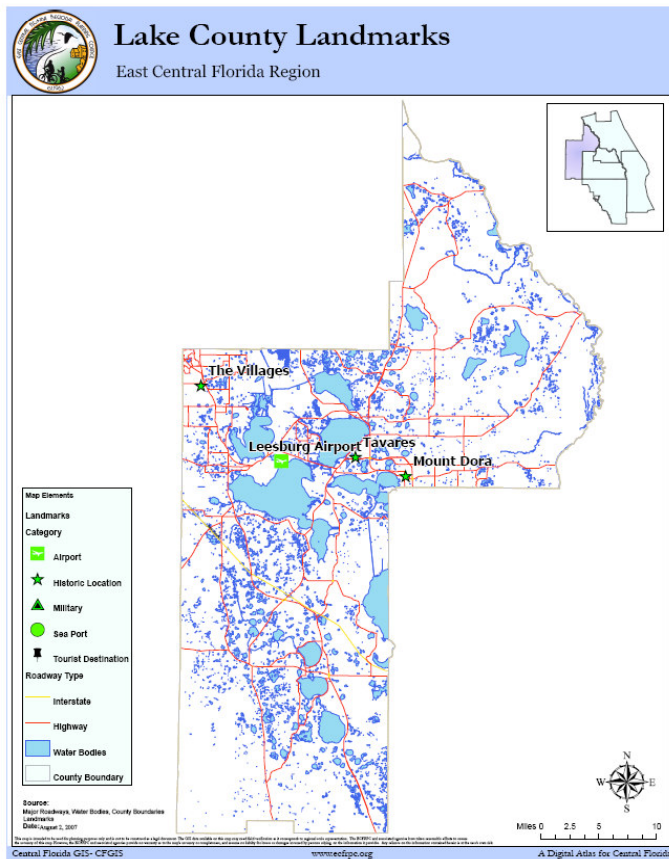 Lake County Landmarks
East Central Florida Region
The Villages
Leesburg Airport
Tavares
Mount Dora
Map Elements
Landmarks
Category
Airport
Historic Location
Military
Sea Port
Tourist Destination
Roadway Type
Interstate
Highway
Water Bodies
County Boundary
N
W
E
S
Source:
Major Roadways, Water Bodies, County Boundaries
Landmarks
Date: August 2, 2007
Miles 0 2.5 5 10
Central Florida GIS- CFGIS
www.ecfrpc.org
A Digital Atlas for Central Florida